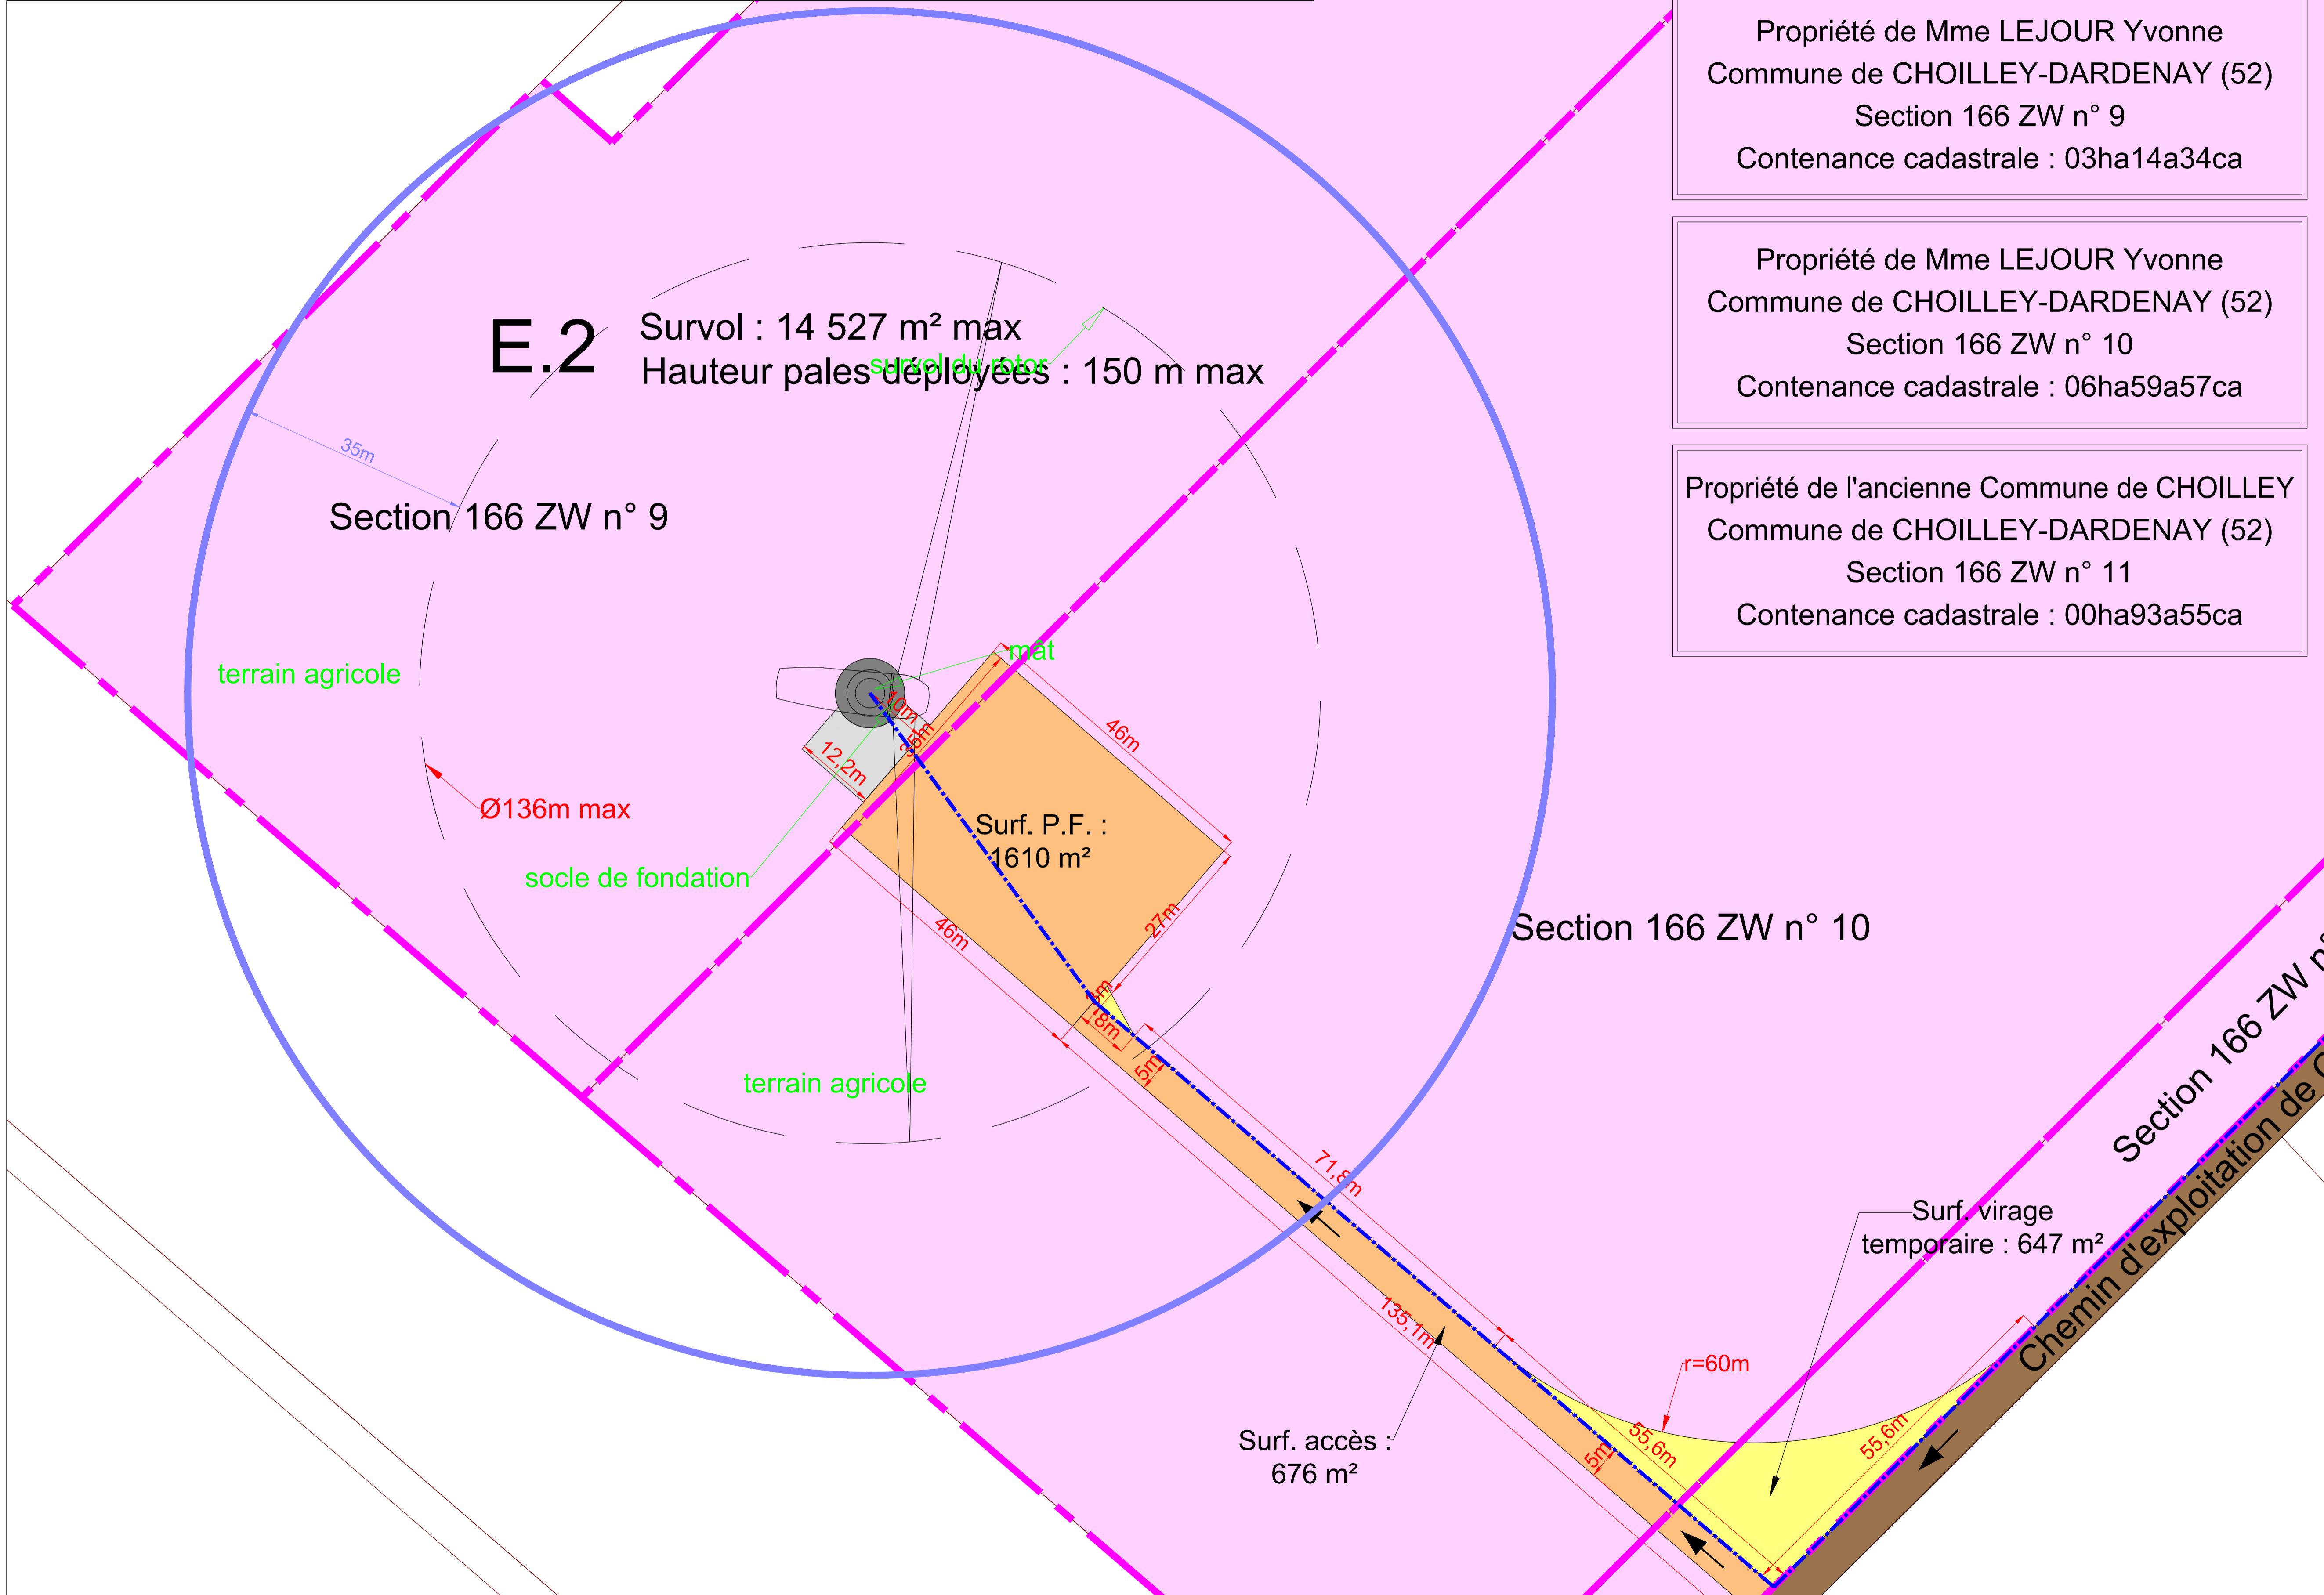 Propriété de Mme LEJOUR Yvonne
Commune de CHOILLEY-DARDENAY (52)
Section 166 ZW n° 9
Contenance cadastrale : 03ha14a34ca
Propriété de Mme LEJOUR Yvonne
Commune de CHOILLEY-DARDENAY (52)
Section 166 ZW n° 10
Contenance cadastrale : 06ha59a57ca
Propriété de l'ancienne Commune de CHOILLEY
Commune de CHOILLEY-DARDENAY (52)
Section 166 ZW n° 11
Contenance cadastrale : 00ha93a55ca
E.2
Survol : 14 527 m² max
survol du rotor
Hauteur pales déployées : 150 m max
35m
Section 166 ZW n° 9
terrain agricole
mât
10m
35m
12,2m
46m
Ø136m max
Surf. P.F. :
1610 m²
socle de fondation
27m
46m
Section 166 ZW n° 10
8m
5m
terrain agricole
71,8m
Section 166 ZW n°
Chemin d'exploitation de
Surf. virage
temporaire : 647 m²
135,1m
r=60m
55,6m
55,6m
5m
Surf. accès :
676 m²